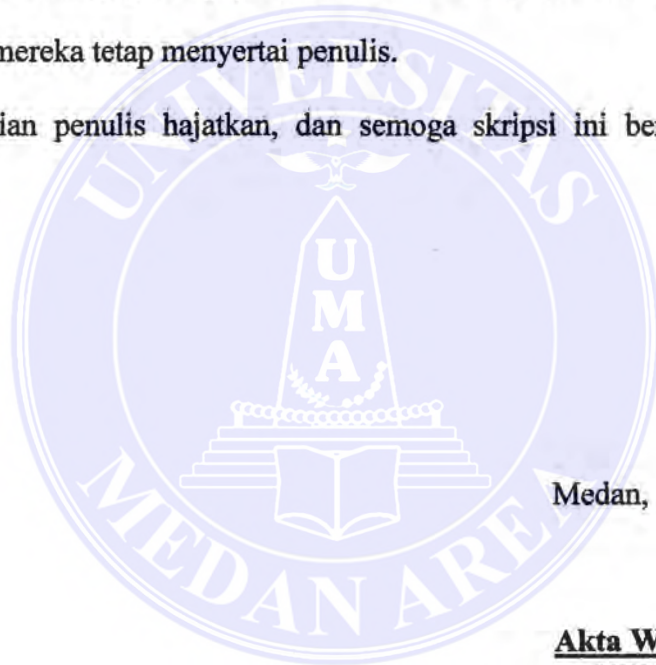 mereka tetap menyertai penulis.
ian penulis hajatkan, dan semoga skripsi ini be
UNIVERSITAS
U
M
A
Medan,
MEDAN AREA
Akta W